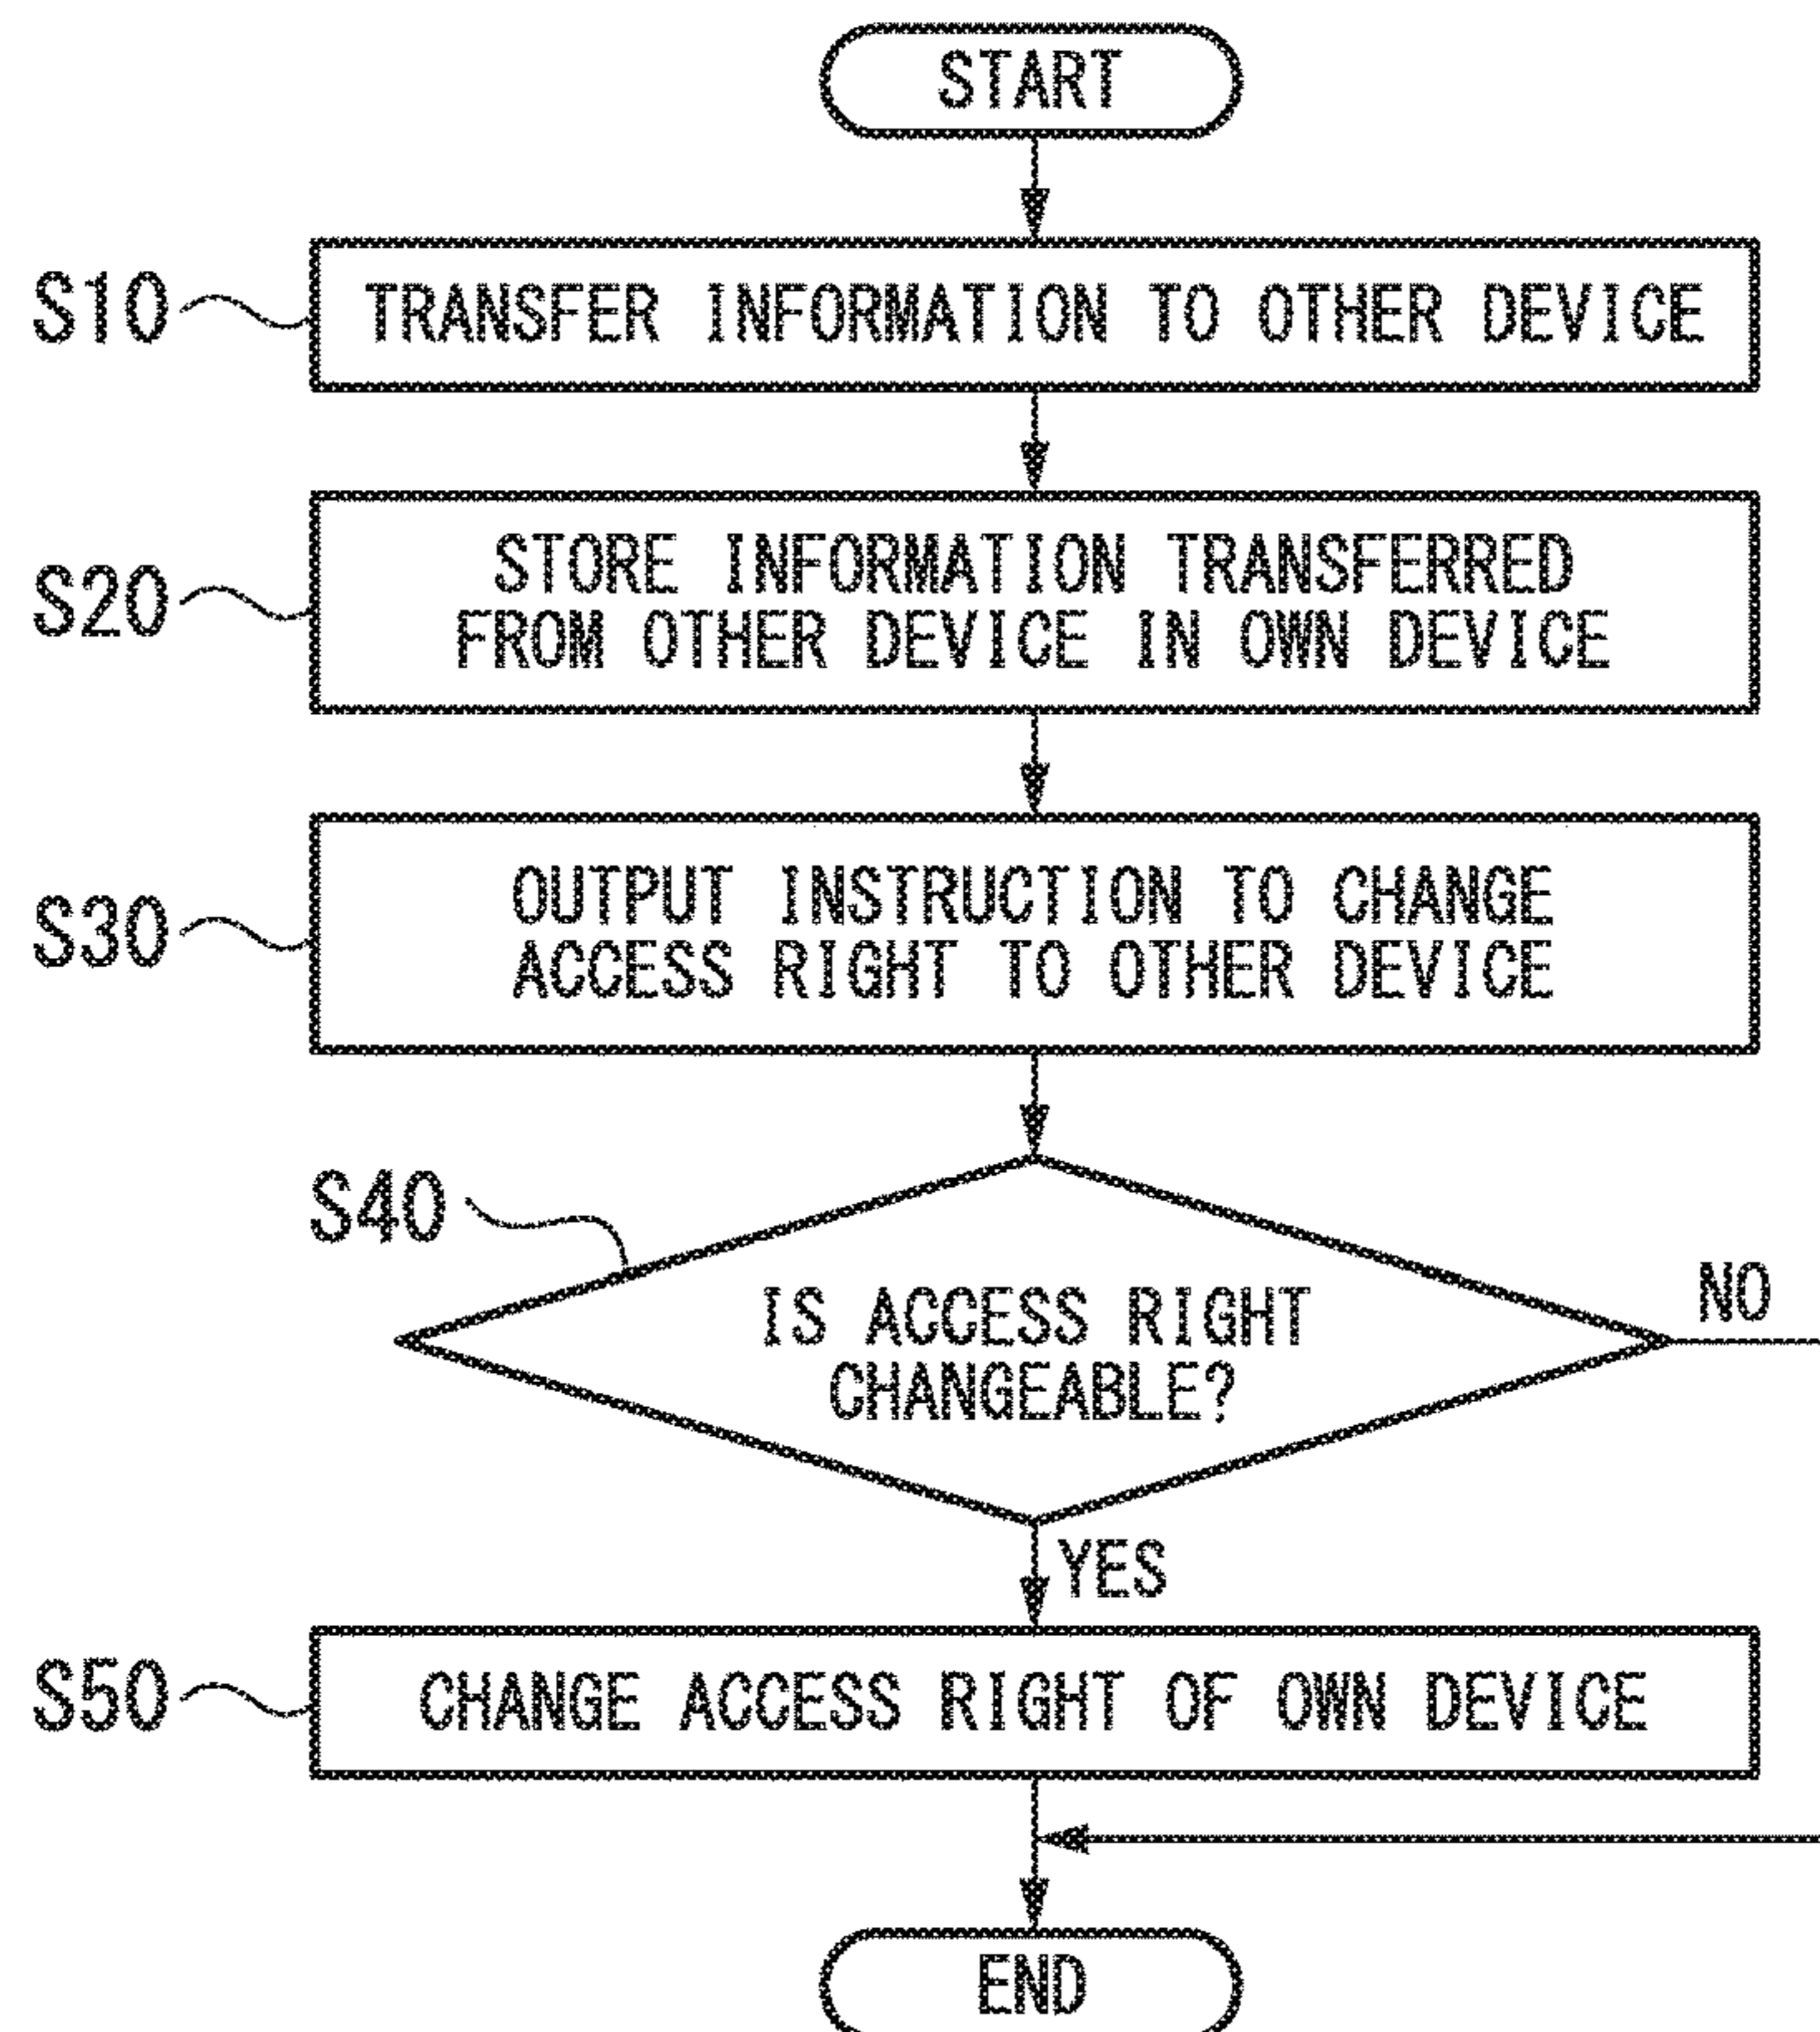 START
S10
TRANSFER INFORMATION TO OTHER DEVICE
S20
STORE INFORMATION TRANSFERRED
FROM OTHER DEVICE IN OWN DEVICE
S30
OUTPUT INSTRUCTION TO CHANGE
ACCESS RIGHT TO OTHER DEVICE
S40
IS ACCESS RIGHT
CHANGEABLE?
NO
YES
S50
CHANGE ACCESS RIGHT OF OWN DEVICE
END